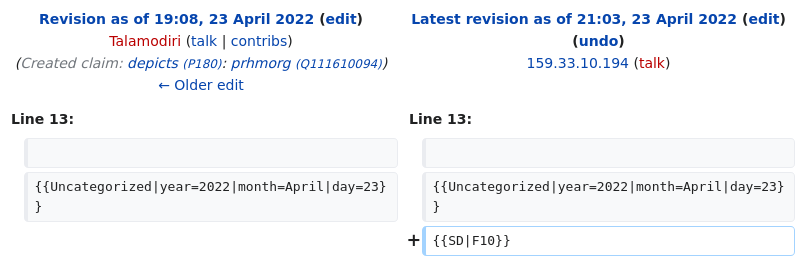 Revision as of 19:08, 23 April 2022 (edit)
Talamodiri (talk | contribs)
(Created claim: depicts (P180): prhmorg (Q111610094))
← Older edit
Latest revision as of 21:03, 23 April 2022 (edit)
(undo)
159.33.10.194 (talk)
Line 13:
Line 13:
{{Uncategorized|year=2022|month=April|day=23}
}
{{Uncategorized|year=2022|month=April|day=23}
}
+ {{SD|F10}}